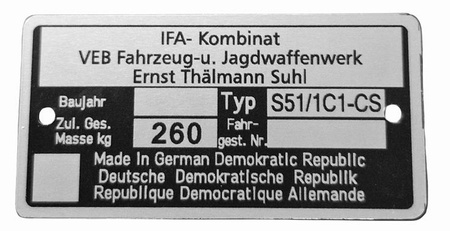 IFA- Kombinat
VEB Fahrzeug-u. Jagdwaffenwerk
Ernst Thälmann Suhl
Baujahr Typ S51/1C1-CS
Zul. Ges. Masse kg 260 Fahr- gest. Nr.
Made in German Demokratic Republic
Deutsche Demokratische Republik
Republique Democratique Allemande